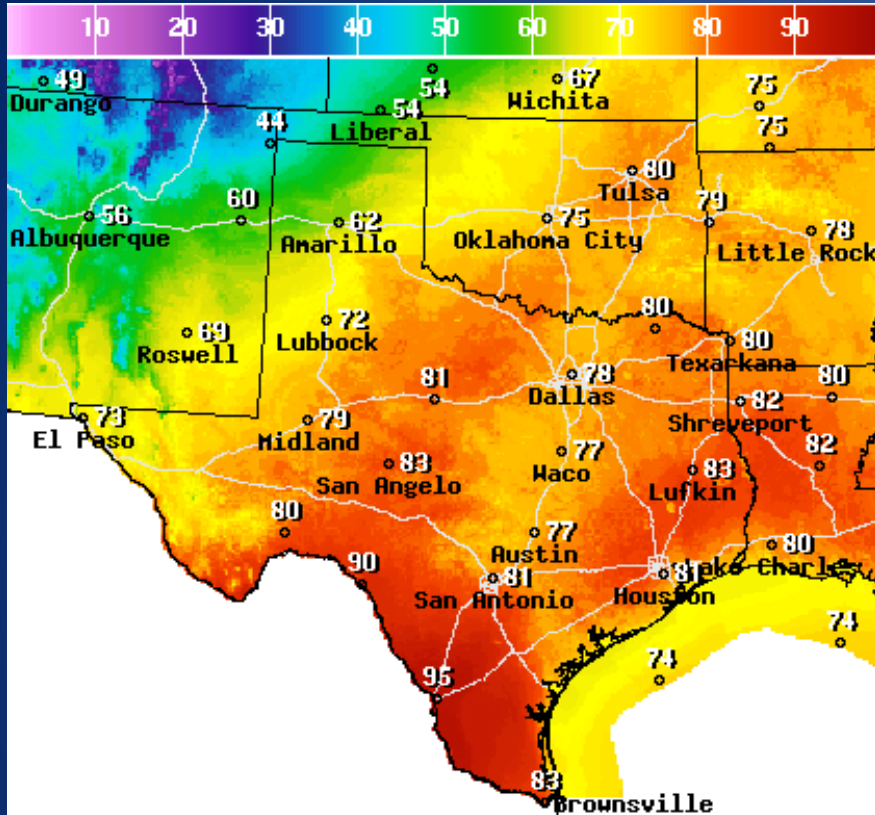 10 20 30 40 50 60 70 80 90
49
Durango
54
67
Wichita
75
54
Liberal
44
75
80
Tulsa
56
Albuquerque
60
62
Amarillo
75
Oklahoma City
79
78
Little Rock
69
Roswell
72
Lubbock
80
80
Texarkana
78
Dallas
81
82
Shreveport
80
73
El Paso
79
Midland
83
San Angelo
77
Waco
83
Lufkin
82
80
77
Austin
80
Lake Charles
90
81
San Antonio
81
Houston
95
74
74
83
Brownsville